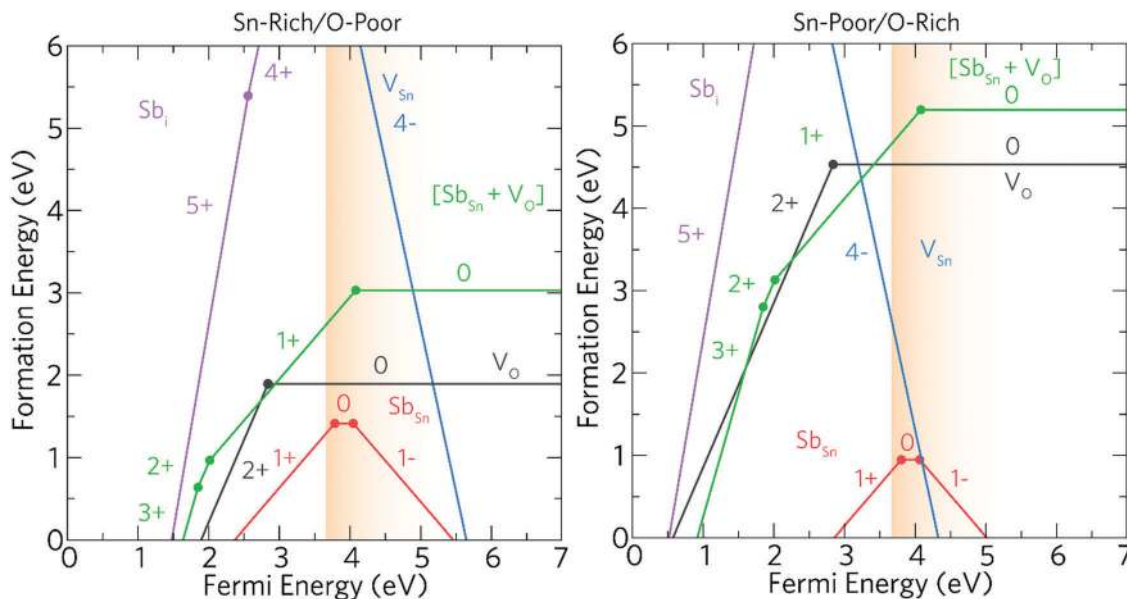 Sn-Rich/O-Poor
6
5
4
3
2
1
0
Formation Energy (eV)
4+
Sb_i
5+
V_Sn
4-
[Sb_Sn + V_O]
0
1+
0
V_O
0
Sb_Sn
2+
3+
2+
1+
1-
0 1 2 3 4 5 6 7
Fermi Energy (eV)
Sn-Poor/O-Rich
6
5
4
3
2
1
0
Formation Energy (eV)
Sb_i
[Sb_Sn + V_O]
0
1+
0
V_O
2+
5+
4-
V_Sn
2+
3+
Sb_Sn
0
1+
1-
0 1 2 3 4 5 6 7
Fermi Energy (eV)